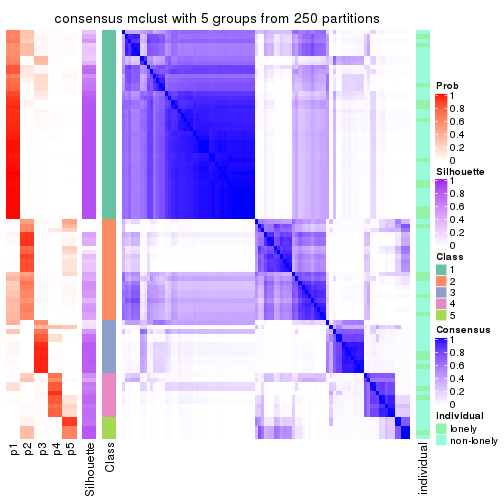 consensus mclust with 5 groups from 250 partitions
Prob
1
0.8
0.6
0.4
0.2
0
Silhouette
1
0.8
0.6
0.4
0.2
0
Class
1
2
3
4
5
Consensus
1
0.8
0.6
0.4
0.2
0
individual
lonely
non-lonely
p1
p2
p3
p4
p5
Silhouette
Class
individual